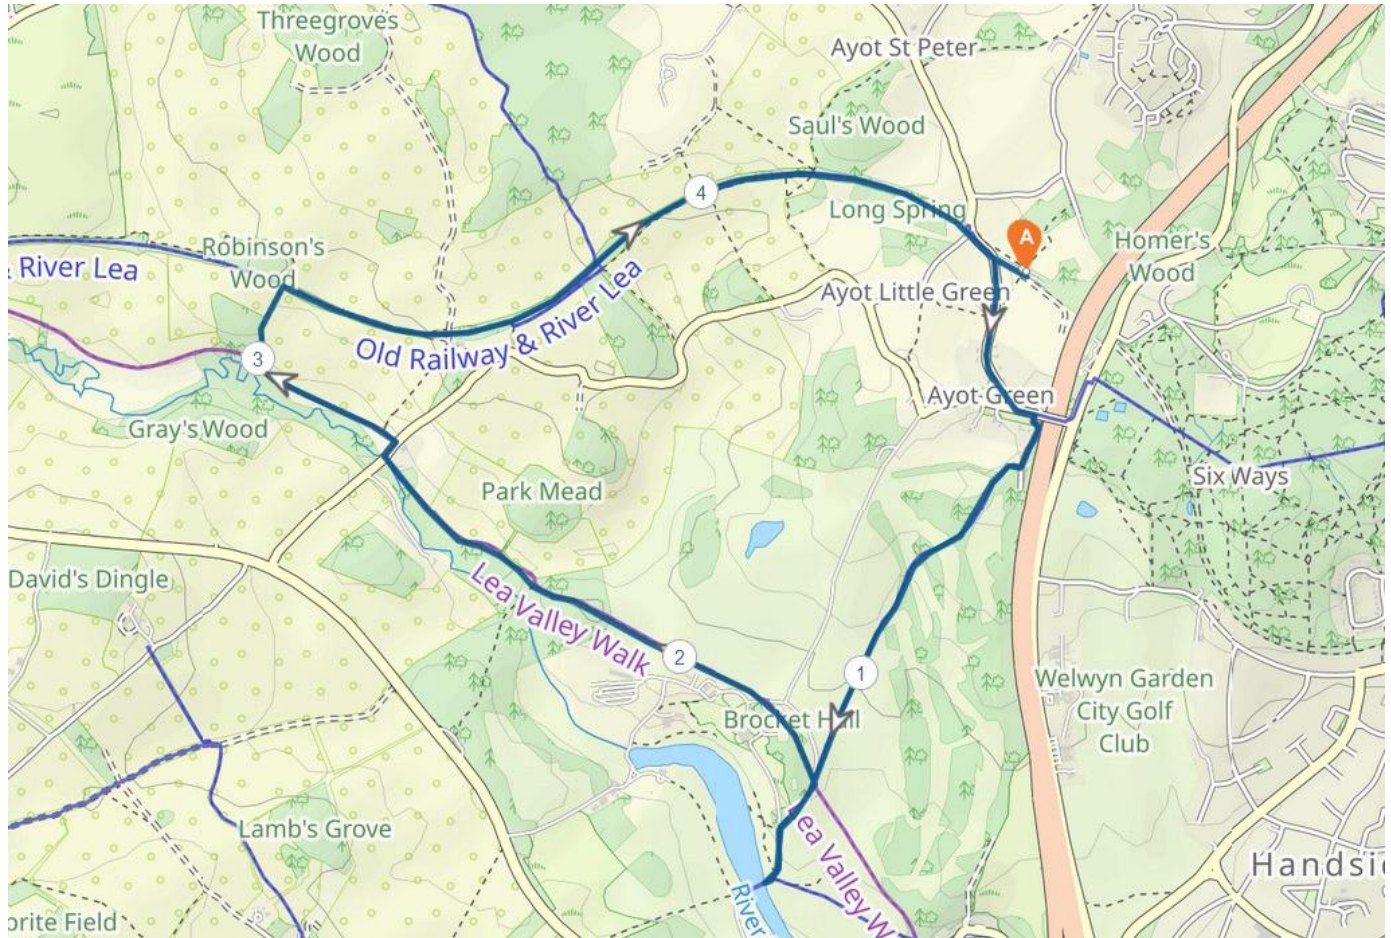 Threegroves
Wood
Ayot St Peter
Saul's Wood
4
Long Spring
A
Robinson's
Wood
Homer's
Wood
& River Lea
Ayot Little Green
Old Railway & River Lea
3
Ayot Green
Gray's Wood
Six Ways
Park Mead
David's Dingle
Lea Valley Walk
2
1
Welwyn Garden
City Golf
Club
Brocket Hall
Lamb's Grove
Lea Valley W
River
Handsi
brite Field